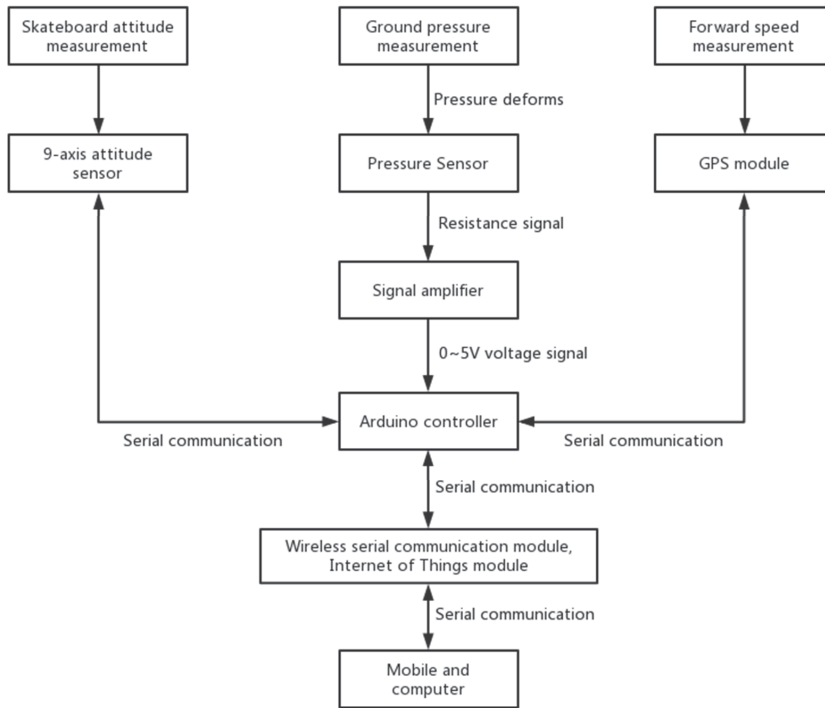 Skateboard attitude
measurement
Ground pressure
measurement
Forward speed
measurement
Pressure deforms
9-axis attitude
sensor
Pressure Sensor
GPS module
Resistance signal
Signal amplifier
0~5V voltage signal
Arduino controller
Serial communication
Serial communication
Serial communication
Wireless serial communication module,
Internet of Things module
Serial communication
Mobile and
computer